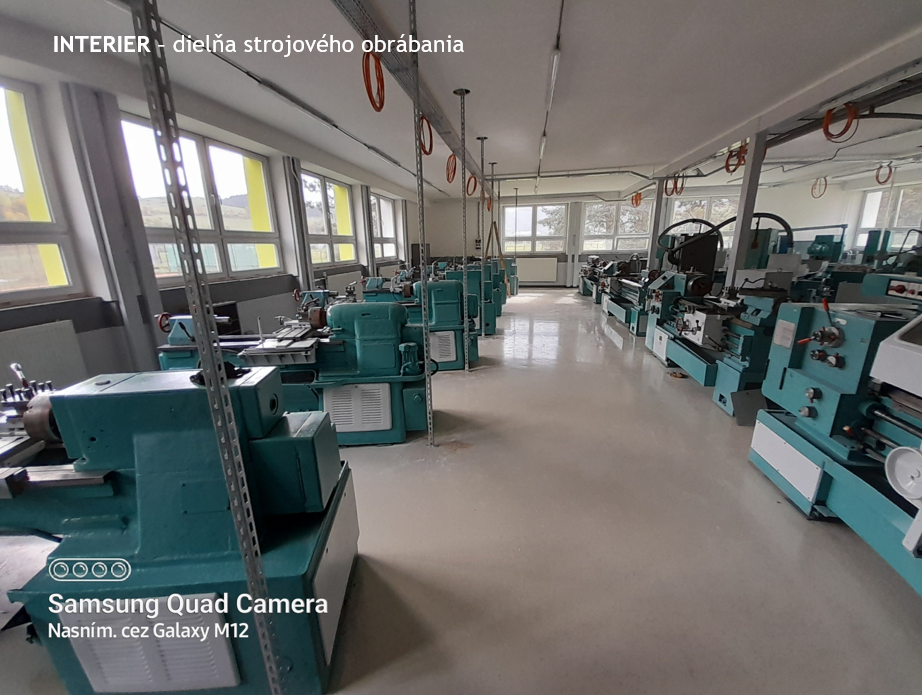 INTERIER – dielňa strojového obrábania
Samsung Quad Camera
Nasním. cez Galaxy M12